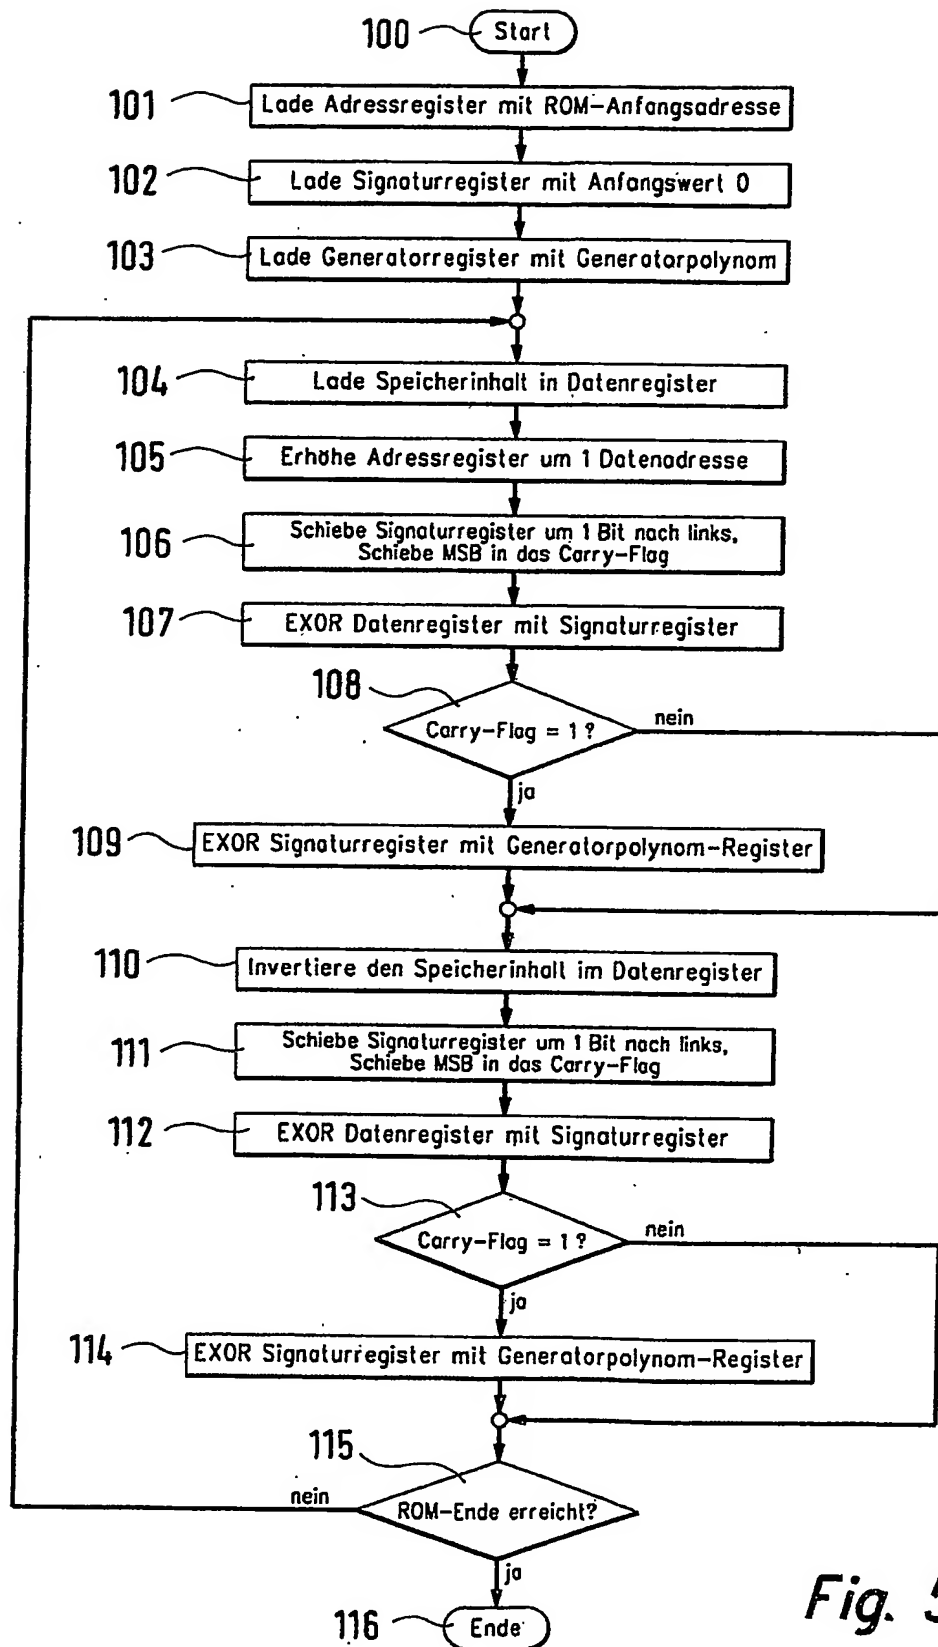 100 Start
101 Lade Adressregister mit ROM-Anfangsadresse
102 Lade Signaturregister mit Anfangswert 0
103 Lade Generatorregister mit Generatorpolynom
104 Lade Speicherinhalt in Datenregister
105 Erhöhe Adressregister um 1 Datenadresse
106 Schiebe Signaturregister um 1 Bit nach links,
Schiebe MSB in das Carry-Flag
107 EXOR Datenregister mit Signaturregister
108
Carry-Flag = 1 ? nein
ja
109 EXOR Signaturregister mit Generatorpolynom-Register
110 Invertiere den Speicherinhalt im Datenregister
111 Schiebe Signaturregister um 1 Bit nach links,
Schiebe MSB in das Carry-Flag
112 EXOR Datenregister mit Signaturregister
113
Carry-Flag = 1 ? nein
ja
114 EXOR Signaturregister mit Generatorpolynom-Register
115
nein ROM-Ende erreicht?
ja
116 Ende
Fig. 5